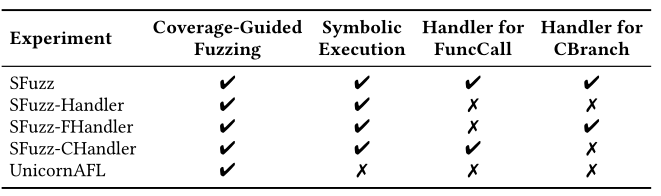 Experiment Coverage-Guided Fuzzing Symbolic Execution Handler for FuncCall Handler for CBranch
SFuzz ✔ ✔ ✔ ✔
SFuzz-Handler ✔ ✔ ✗ ✗
SFuzz-FHandler ✔ ✔ ✗ ✔
SFuzz-CHandler ✔ ✔ ✔ ✗
UnicornAFL ✔ ✗ ✗ ✗